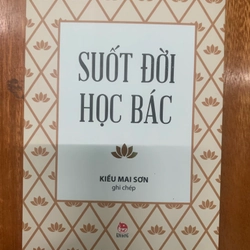 SUỐT ĐỜI
HỌC BÁC
KIỀU MAI SƠN
ghi chép